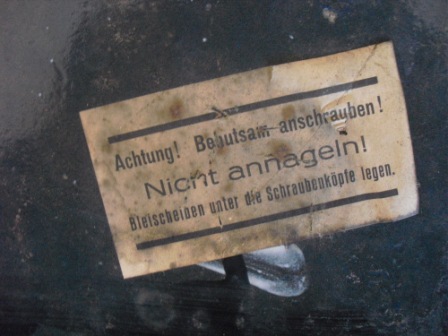 Achtung! Behutsam anschrauben!
Nicht annageln!
Bleischeiben unter die Schraubenköpfe legen.